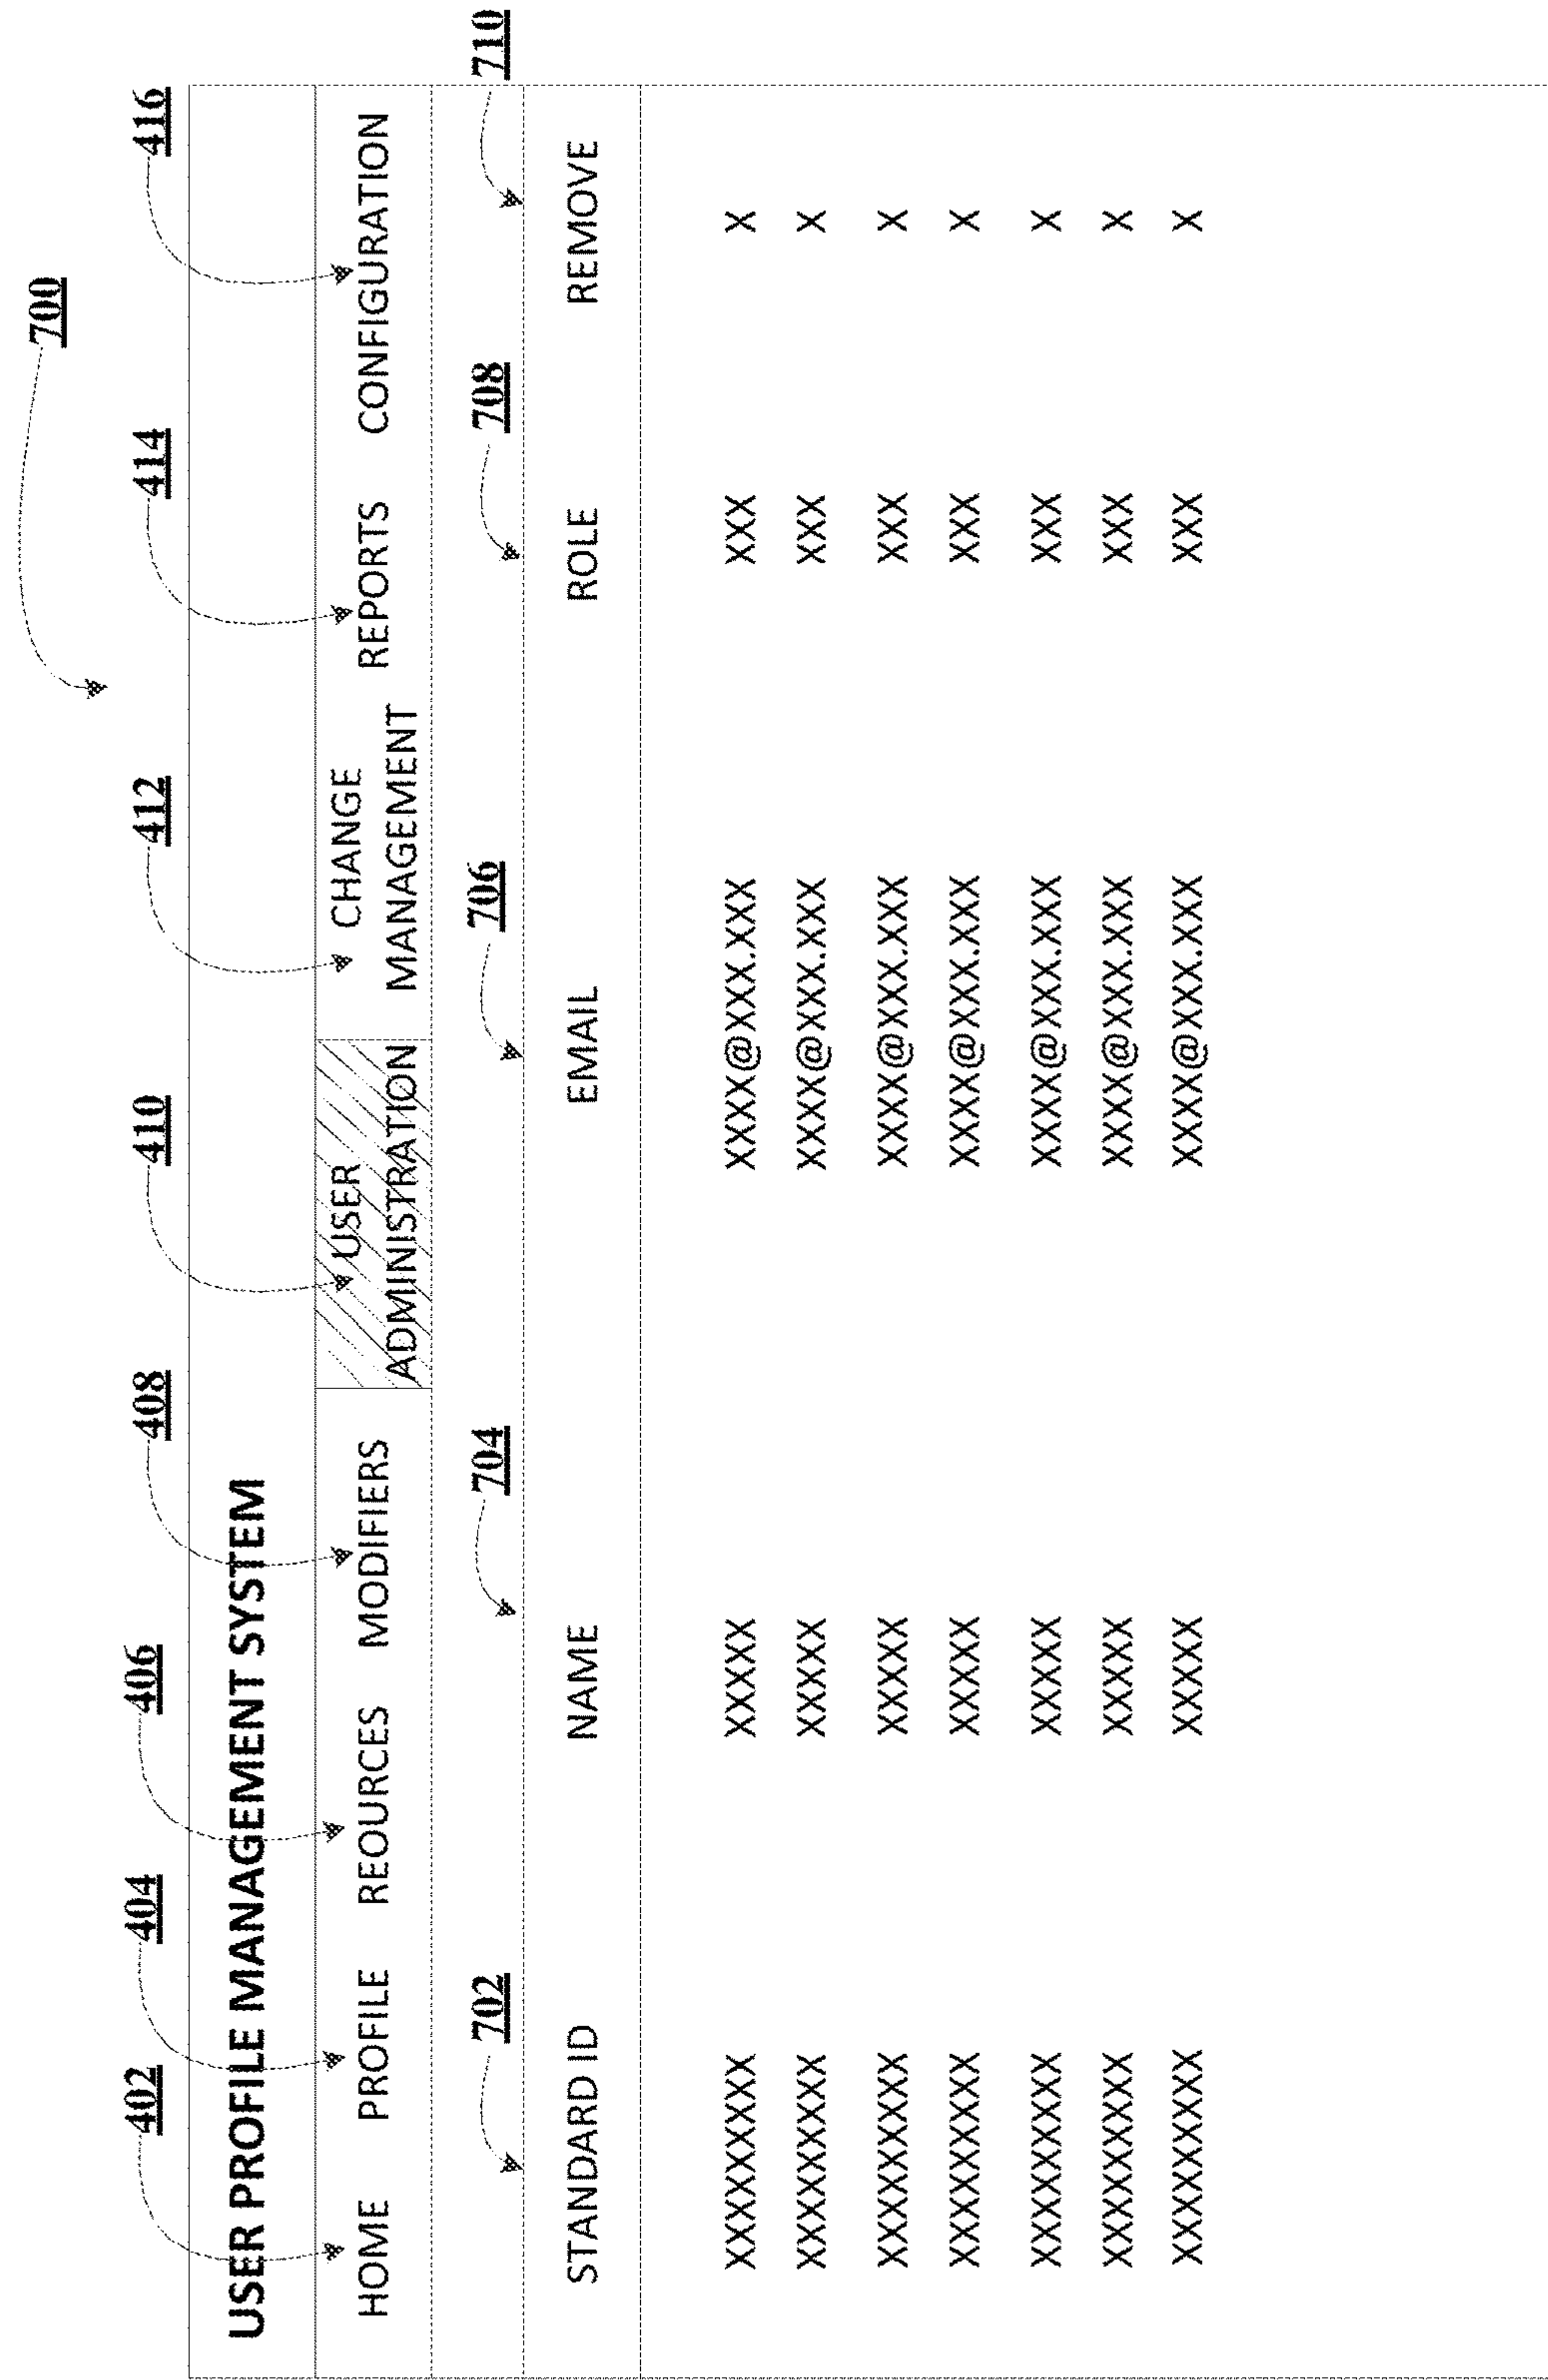 700
402 404 406 408 410 412 414 416
USER PROFILE MANAGEMENT SYSTEM
HOME PROFILE REOURCES MODIFIERS USER ADMINISTRATION CHANGE MANAGEMENT REPORTS CONFIGURATION
702 704 706 708 710
STANDARD ID NAME EMAIL ROLE REMOVE
XXXXXXXXX XXXXX XXXX@XXX.XXX XXX X
XXXXXXXXX XXXXX XXXX@XXX.XXX XXX X
XXXXXXXXX XXXXX XXXX@XXX.XXX XXX X
XXXXXXXXX XXXXX XXXX@XXX.XXX XXX X
XXXXXXXXX XXXXX XXXX@XXX.XXX XXX X
XXXXXXXXX XXXXX XXXX@XXX.XXX XXX X
XXXXXXXXX XXXXX XXXX@XXX.XXX XXX X